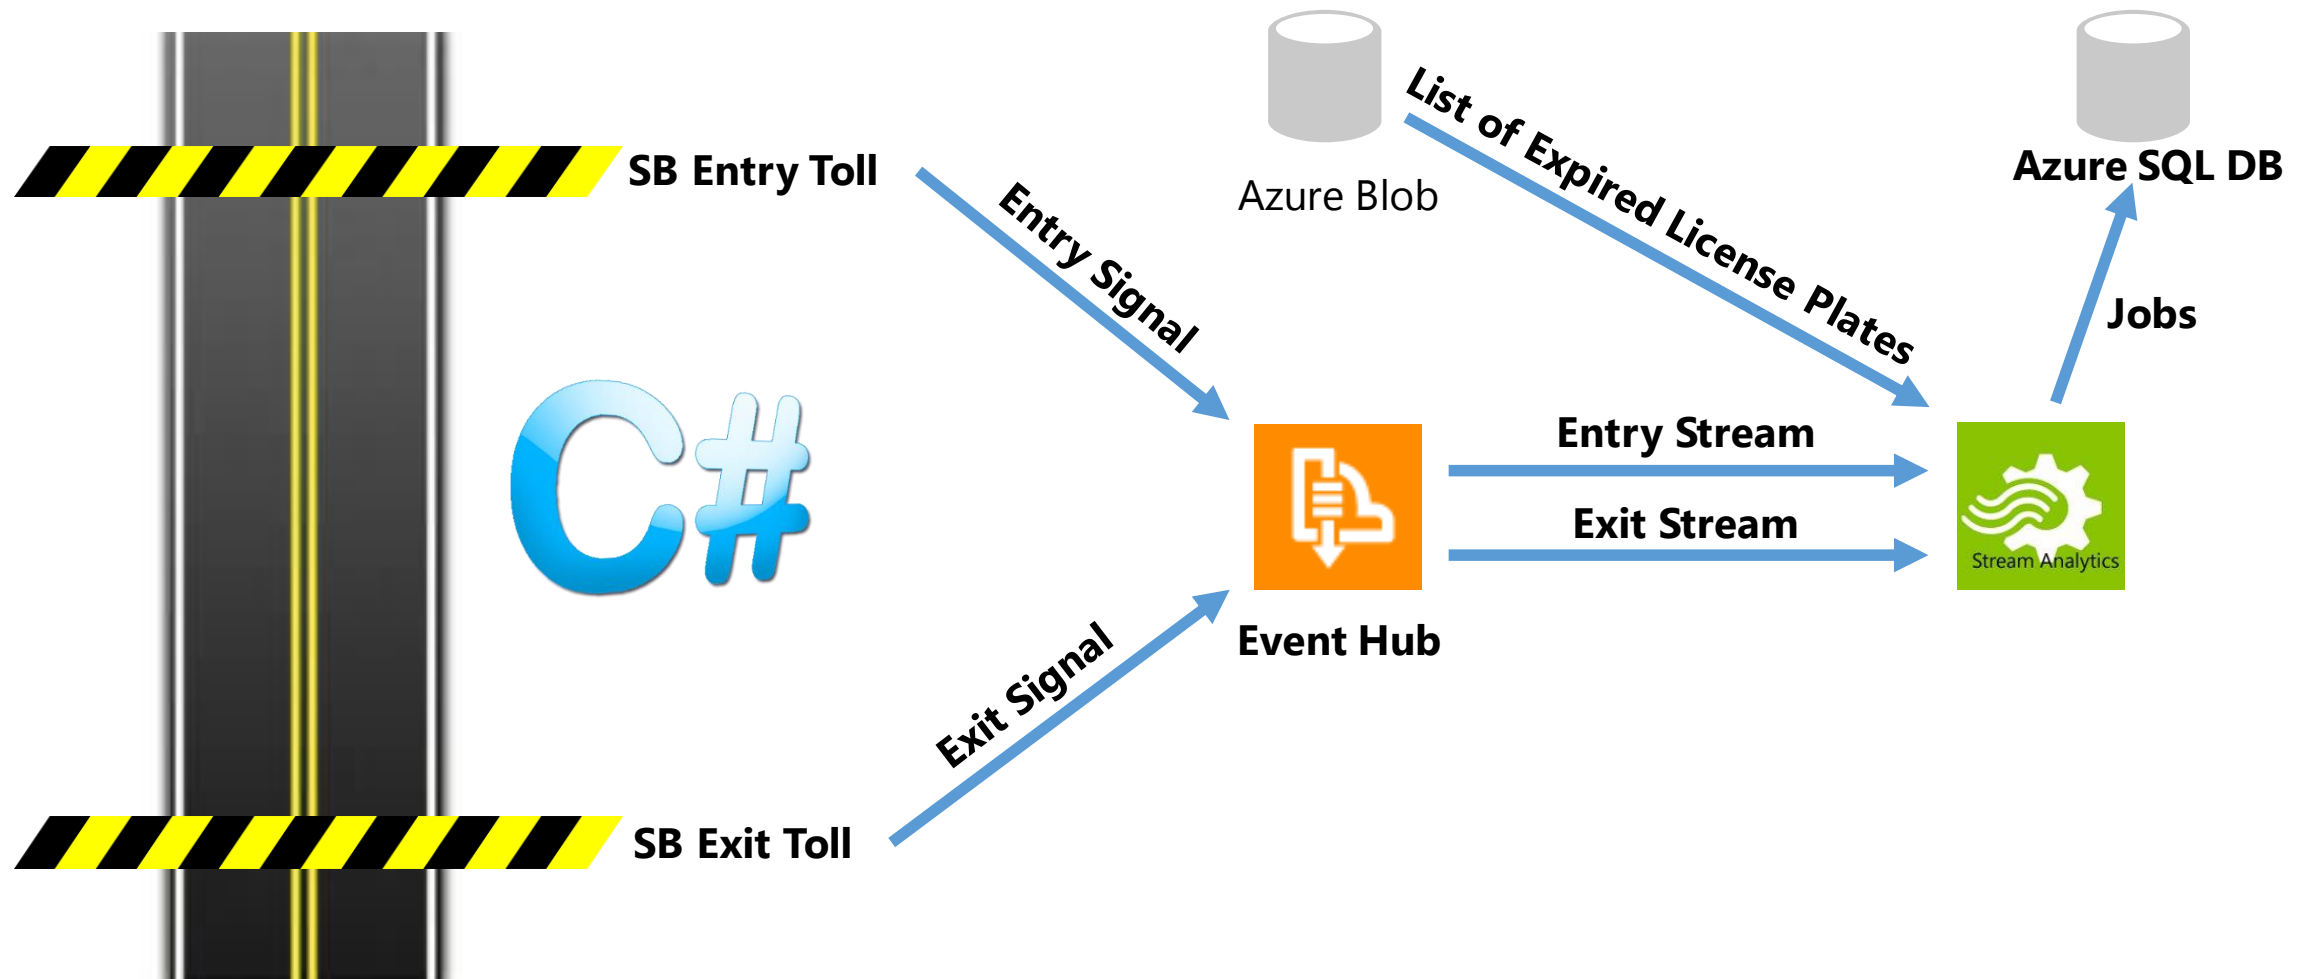 SB Entry Toll
Entry Signal
Azure Blob
List of Expired License Plates
Azure SQL DB
Jobs
C#
Entry Stream
Exit Stream
Stream Analytics
Event Hub
Exit Signal
SB Exit Toll